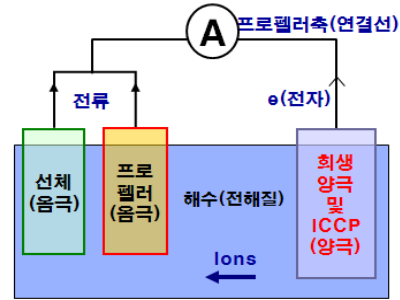 A
프로펠러축(연결선)
전류
e(전자)
선체
(음극)
프로
펠러
(음극)
해수(전해질)
희생
양극
및
ICCP
(양극)
Ions